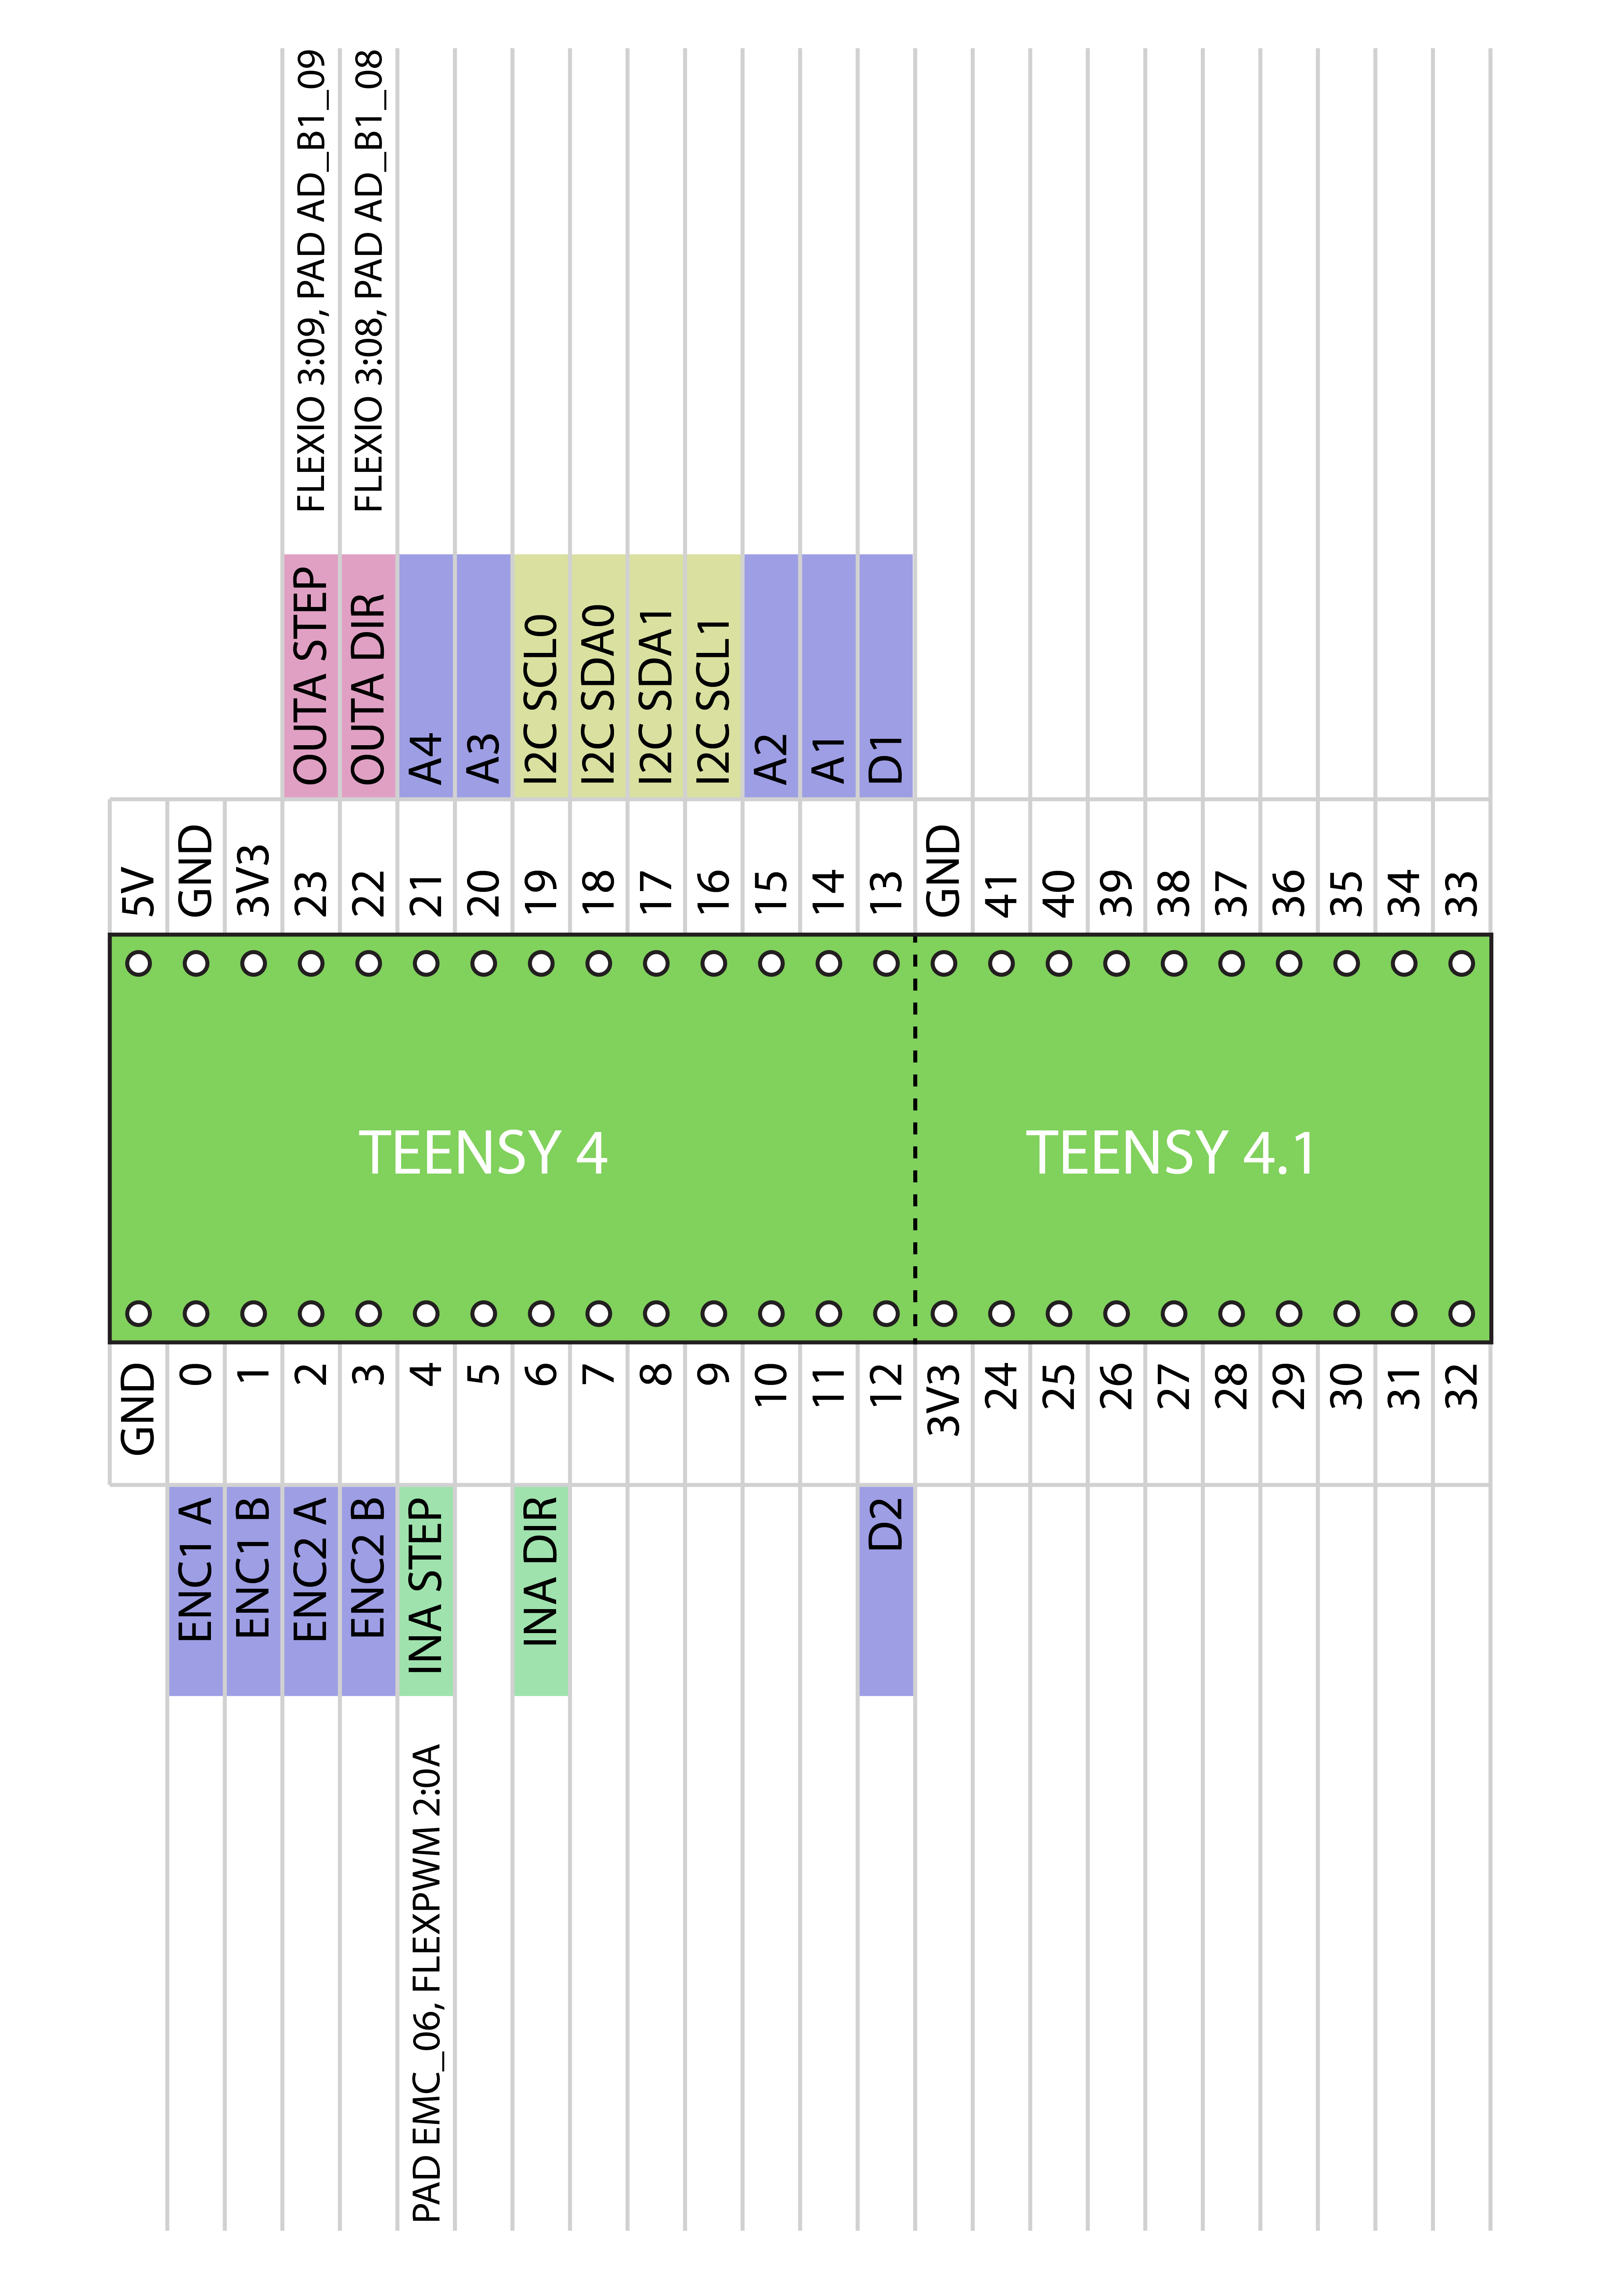 FLEXIO 3:09, PAD AD_B1_09
FLEXIO 3:08, PAD AD_B1_08
OUTA STEP
OUTA DIR
A4
A3
I2C SCL0
I2C SDA0
I2C SDA1
I2C SCL1
A2
A1
D1
5V
GND
3V3
23
22
21
20
19
18
17
16
15
14
13
GND
41
40
39
38
37
36
35
34
33
TEENSY 4
TEENSY 4.1
GND
0
1
2
3
4
5
6
7
8
9
10
11
12
3V3
24
25
26
27
28
29
30
31
32
ENC1 A
ENC1 B
ENC2 A
ENC2 B
INA STEP
INA DIR
D2
PAD EMC_06, FLEXPWM 2:0A